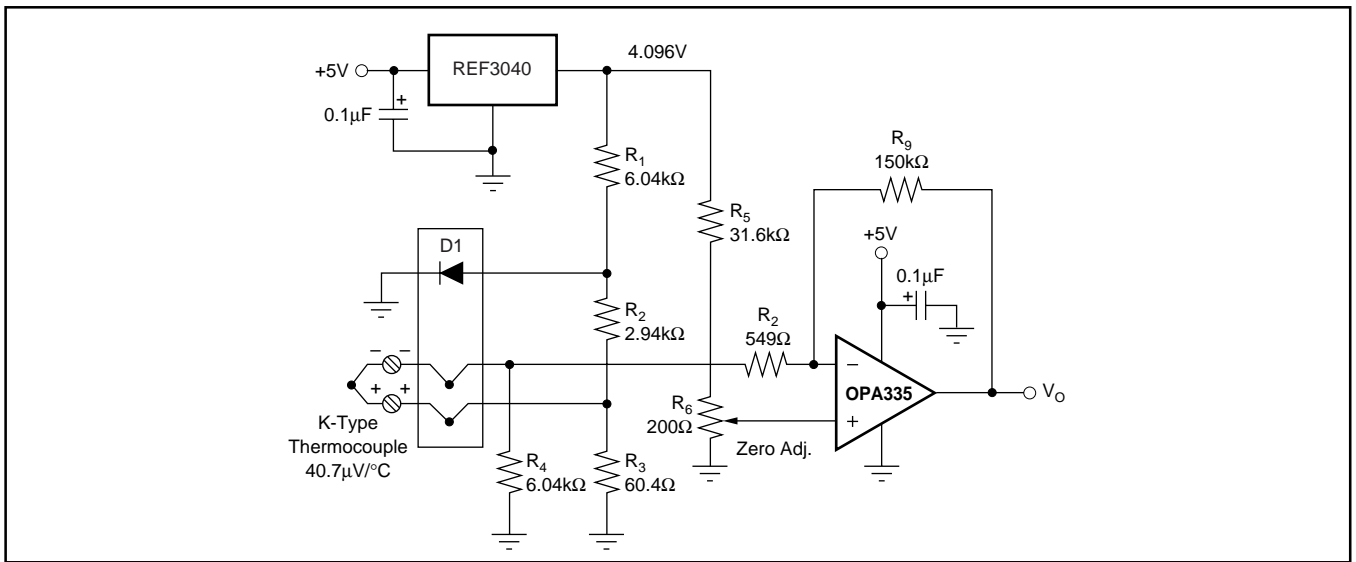 4.096V
+5V
REF3040
+
0.1µF
R1
6.04kΩ
R9
150kΩ
R5
31.6kΩ
+5V
D1
0.1µF
+
R2
2.94kΩ
R2
549Ω
− −
+ +
−
OPA335
+
VO
R6
200Ω
Zero Adj.
K-Type
Thermocouple
40.7µV/°C
R4
6.04kΩ
R3
60.4Ω